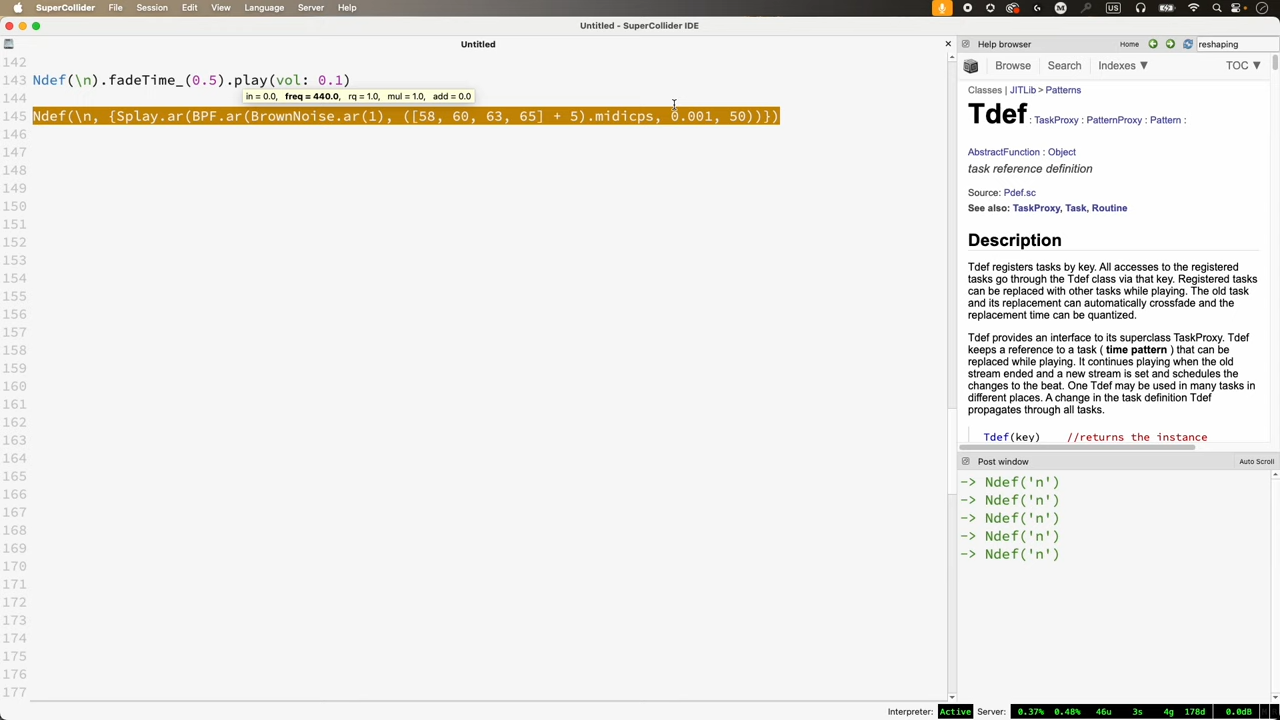 SuperCollider File Session Edit View Language Server Help
Untitled - SuperCollider IDE
Untitled
142
143 Ndef(\n).fadeTime_(0.5).play(vol: 0.1)
in = 0.0, freq = 440.0, rq = 1.0, mul = 1.0, add = 0.0
144
145 Ndef(\n, {Splay.ar(BPF.ar(BrownNoise.ar(1), ([58, 60, 63, 65] + 5).midicps, 0.001, 50))})
146
147
148
149
150
151
152
153
154
155
156
157
158
159
160
161
162
163
164
165
166
167
168
169
170
171
172
173
174
175
176
177
Help browser Home reshaping
Browse Search Indexes ▼ TOC ▼
Classes | JITLib > Patterns
Tdef : TaskProxy : PatternProxy : Pattern :
AbstractFunction : Object
task reference definition
Source: Pdef.sc
See also: TaskProxy, Task, Routine
Description
Tdef registers tasks by key. All accesses to the registered
tasks go through the Tdef class via that key. Registered tasks
can be replaced with other tasks while playing. The old task
and its replacement can automatically crossfade and the
replacement time can be quantized.
Tdef provides an interface to its superclass TaskProxy. Tdef
keeps a reference to a task ( time pattern ) that can be
replaced while playing. It continues playing when the old
stream ended and a new stream is set and schedules the
changes to the beat. One Tdef may be used in many tasks in
different places. A change in the task definition Tdef
propagates through all tasks.
Tdef(key) //returns the instance
Post window Auto Scroll
-> Ndef('n')
-> Ndef('n')
-> Ndef('n')
-> Ndef('n')
-> Ndef('n')
Interpreter: Active Server: 0.37% 0.48% 46u 3s 4g 178d 0.0dB